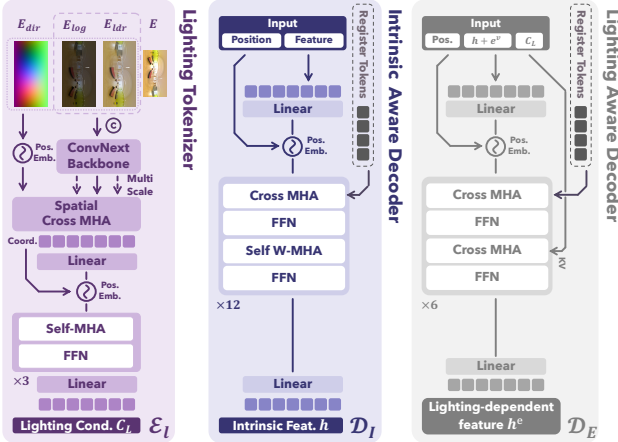 E_dir E_log E_ldr E
Lighting Tokenizer
©
Pos.
Emb.
ConvNext
Backbone
Multi
Scale
Spatial
Cross MHA
Coord.
Linear
Pos.
Emb.
Self-MHA
FFN
×3
Linear
Lighting Cond. C_L
ℰ_l
Input
Position Feature
Register Tokens
Intrinsic Aware Decoder
Linear
Pos.
Emb.
Cross MHA
FFN
Self W-MHA
FFN
×12
Linear
Intrinsic Feat. h
𝒟_I
Input
Pos. h + e^v C_L
Register Tokens
Lighting Aware Decoder
Linear
Pos.
Emb.
Cross MHA
FFN
Cross MHA
KV
FFN
×6
Linear
Lighting-dependent
feature h^e
𝒟_E